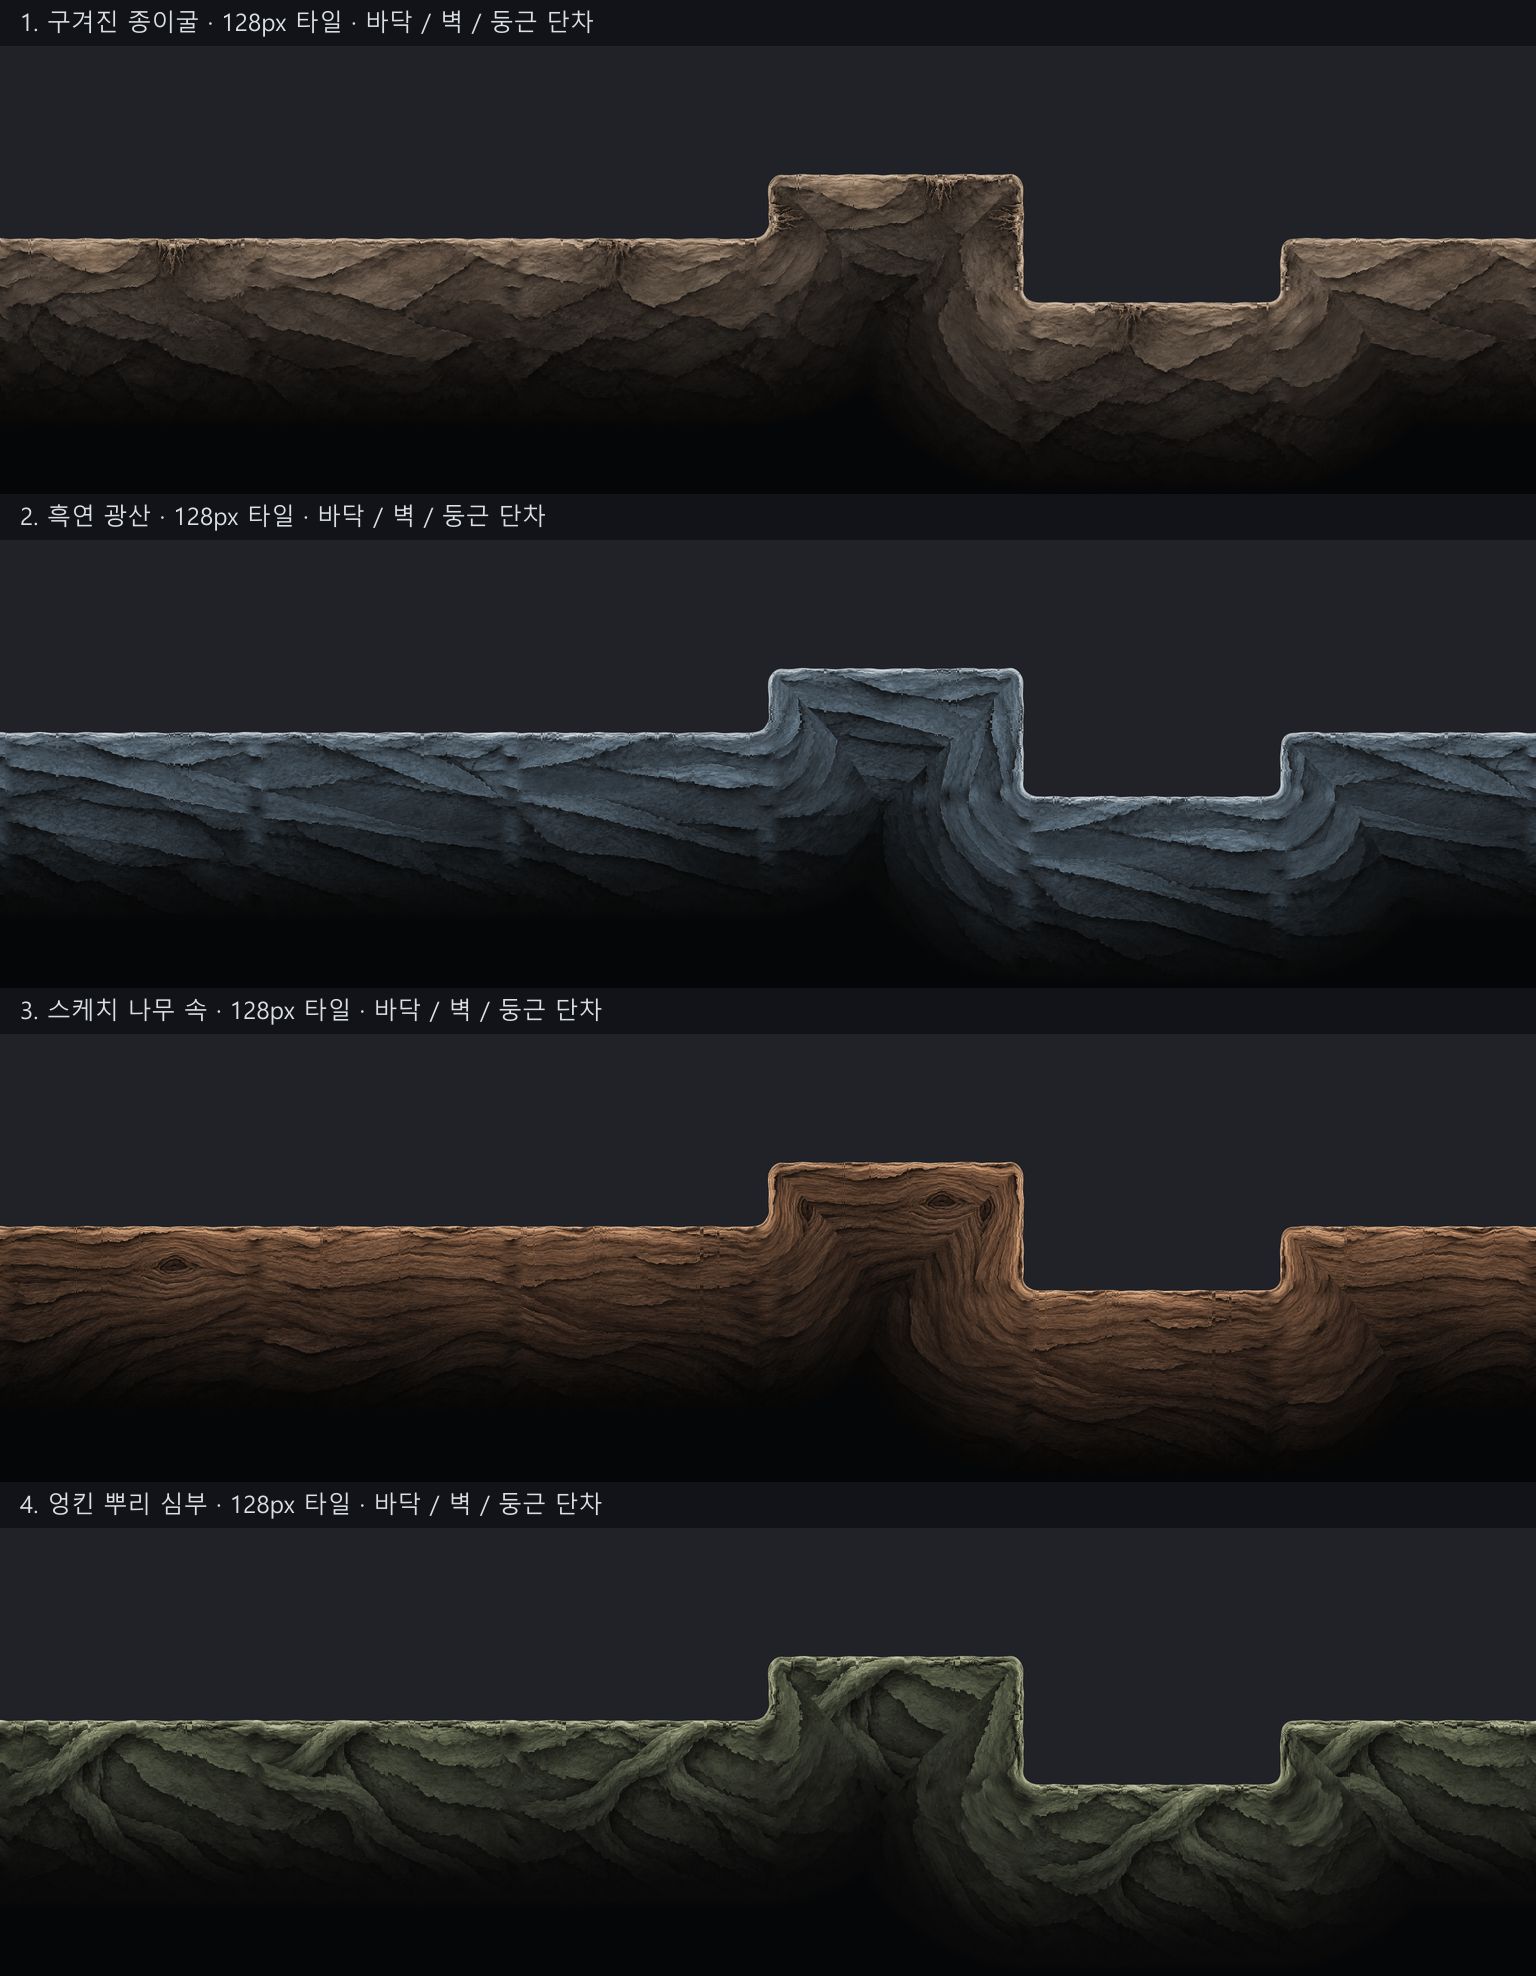 1. 구겨진 종이굴 · 128px 타일 · 바닥 / 벽 / 둥근 단차
2. 흑연 광산 · 128px 타일 · 바닥 / 벽 / 둥근 단차
3. 스케치 나무 속 · 128px 타일 · 바닥 / 벽 / 둥근 단차
4. 엉킨 뿌리 심부 · 128px 타일 · 바닥 / 벽 / 둥근 단차